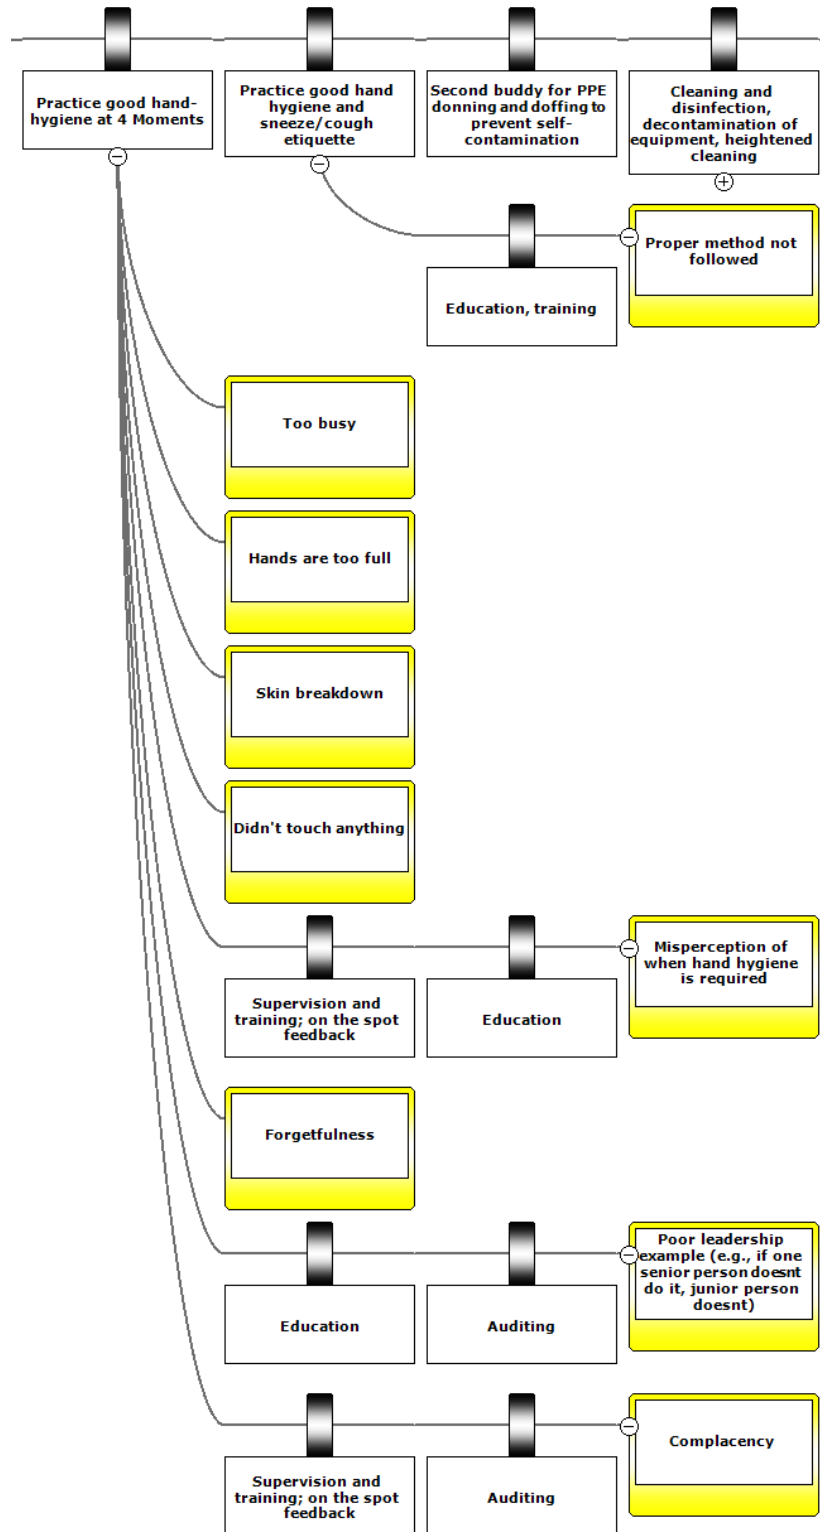 Practice good hand-
hygiene at 4 Moments
Practice good hand
hygiene and
sneeze/cough
etiquette
Second buddy for PPE
donning and doffing to
prevent self-
contamination
Cleaning and
disinfection,
decontamination of
equipment, heightened
cleaning
Proper method not
followed
Education, training
Too busy
Hands are too full
Skin breakdown
Didn't touch anything
Misperception of
when hand hygiene
is required
Supervision and
training; on the spot
feedback
Education
Forgetfulness
Poor leadership
example (e.g., if one
senior person doesnt
do it, junior person
doesnt)
Education
Auditing
Complacency
Supervision and
training; on the spot
feedback
Auditing